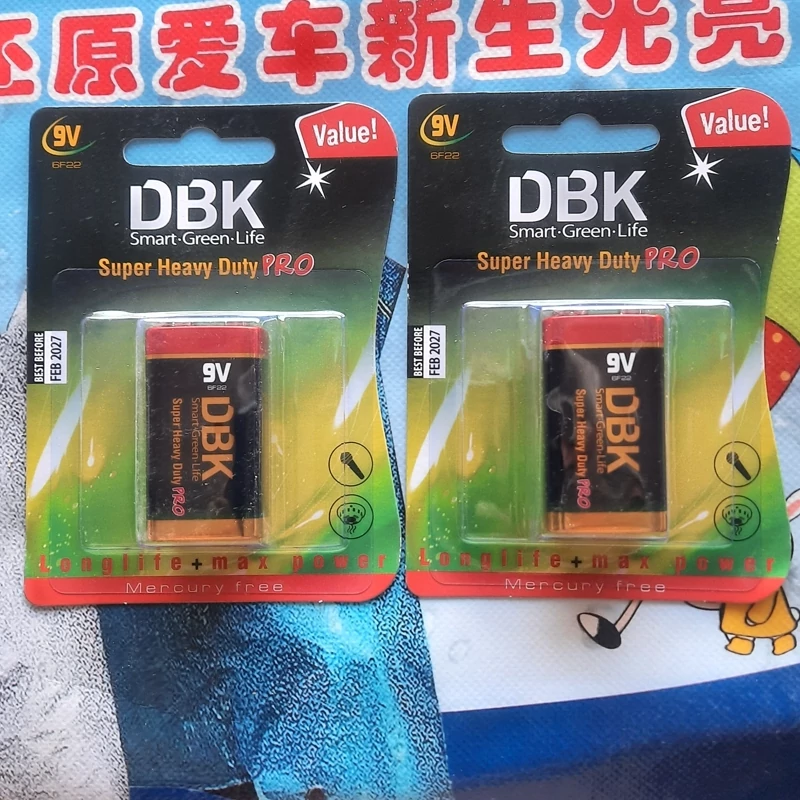 还原爱车新生光亮
9V
6F22
Value!
DBK
Smart·Green·Life
Super Heavy Duty PRO
BEST BEFORE
FEB 2027
9V
6F22
DBK
Smart·Green·Life
Super Heavy Duty PRO
Longlife + max power
Mercury free
9V
6F22
Value!
DBK
Smart·Green·Life
Super Heavy Duty PRO
BEST BEFORE
FEB 2027
9V
6F22
DBK
Smart·Green·Life
Super Heavy Duty PRO
Longlife + max power
Mercury free